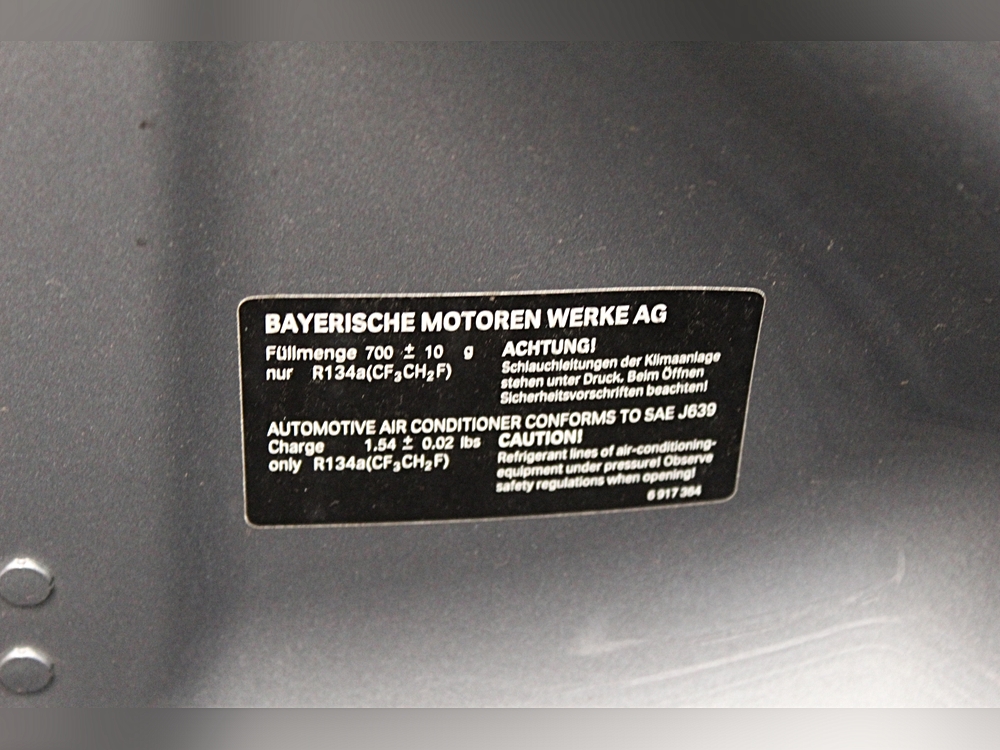 BAYERISCHE MOTOREN WERKE AG
Füllmenge 700 ± 10 g
nur R134a(CF₃CH₂F)
ACHTUNG!
Schlauchleitungen der Klimaanlage
stehen unter Druck. Beim Öffnen
Sicherheitsvorschriften beachten!
AUTOMOTIVE AIR CONDITIONER CONFORMS TO SAE J639
Charge 1.54 ± 0.02 lbs
only R134a(CF₃CH₂F)
CAUTION!
Refrigerant lines of air-conditioning-
equipment under pressure! Observe
safety regulations when opening!
6 917 364